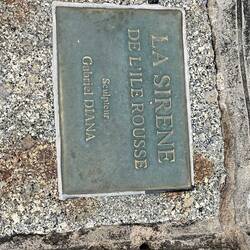 LA SIRENE
DE L'ILE ROUSSE
Sculpteur
Gabriel DIANA